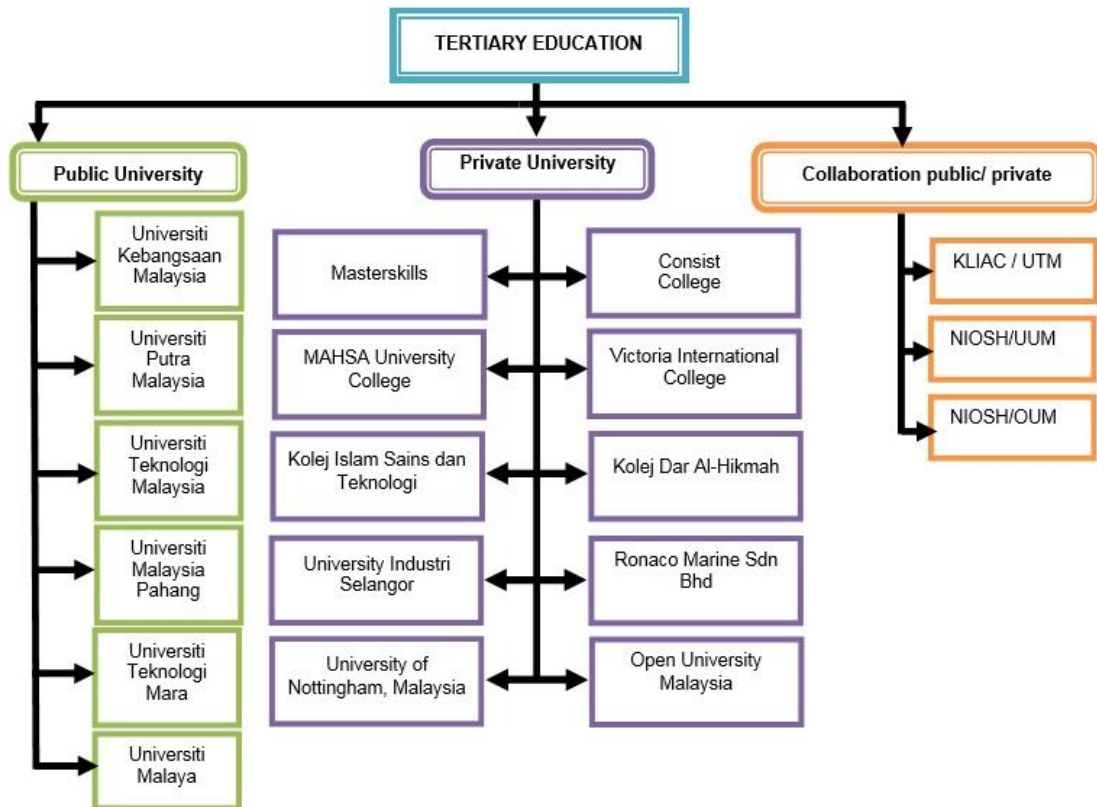 TERTIARY EDUCATION
Public University
Private University
Collaboration public/ private
Universiti
Kebangsaan
Malaysia
Universiti
Putra
Malaysia
Universiti
Teknologi
Malaysia
Universiti
Malaysia
Pahang
Universiti
Teknologi
Mara
Universiti
Malaya
Masterskills
MAHSA University
College
Kolej Islam Sains dan
Teknologi
University Industri
Selangor
University of
Nottingham, Malaysia
Consist
College
Victoria International
College
Kolej Dar Al-Hikmah
Ronaco Marine Sdn
Bhd
Open University
Malaysia
KLIAC / UTM
NIOSH/UUM
NIOSH/OUM